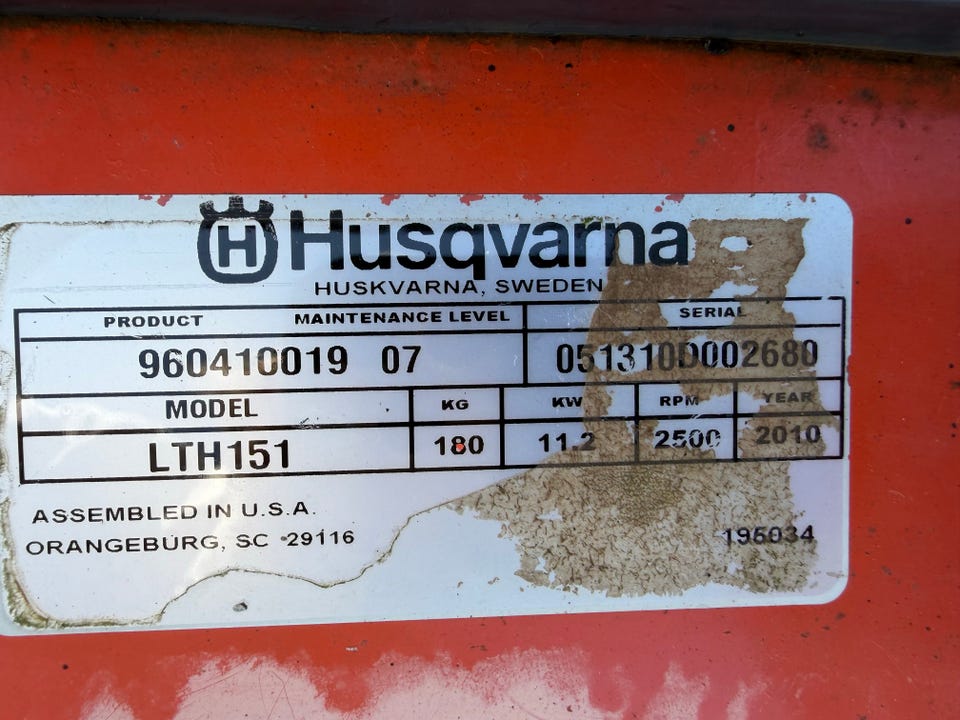 H Husqvarna
HUSKVARNA, SWEDEN
PRODUCT MAINTENANCE LEVEL SERIAL
960410019 07 051310D002680
MODEL KG KW RPM YEAR
LTH151 180 11.2 2500 2010
ASSEMBLED IN U.S.A.
ORANGEBURG, SC 29116
195034